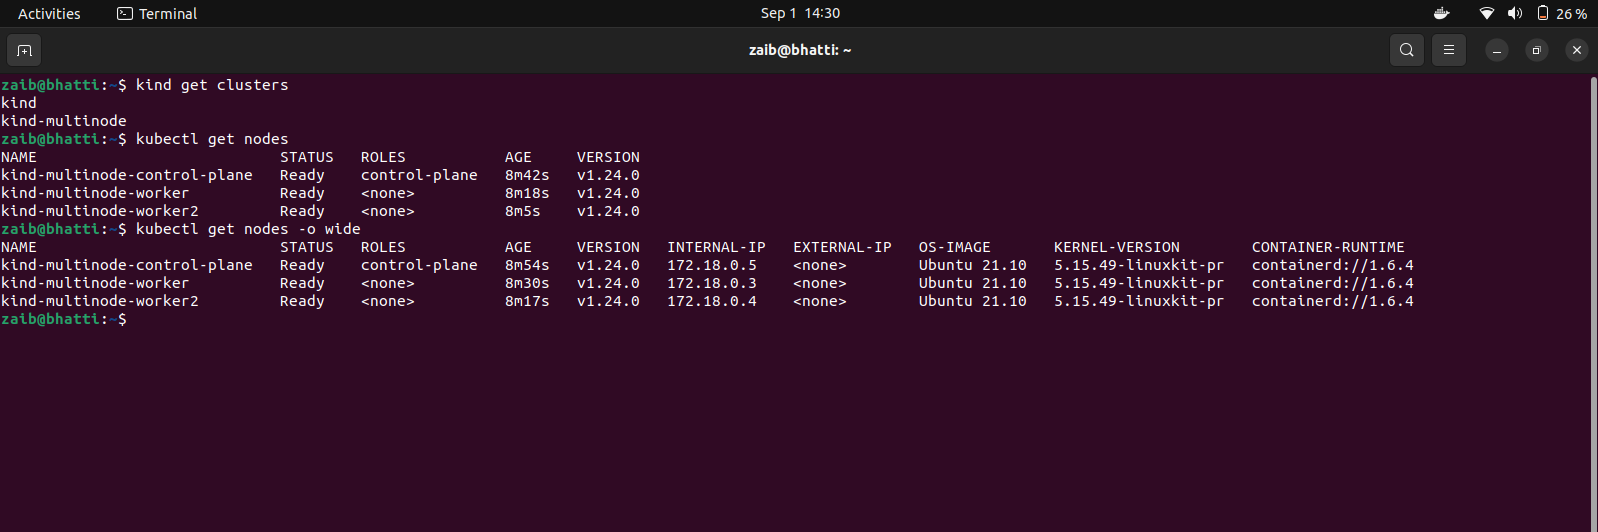 Activities Terminal Sep 1 14:30 26 %
zaib@bhatti: ~
zaib@bhatti:~$ kind get clusters
kind
kind-multinode
zaib@bhatti:~$ kubectl get nodes
NAME                           STATUS   ROLES           AGE     VERSION
kind-multinode-control-plane   Ready    control-plane   8m42s   v1.24.0
kind-multinode-worker          Ready    <none>          8m18s   v1.24.0
kind-multinode-worker2         Ready    <none>          8m5s    v1.24.0
zaib@bhatti:~$ kubectl get nodes -o wide
NAME                           STATUS   ROLES           AGE     VERSION   INTERNAL-IP   EXTERNAL-IP   OS-IMAGE       KERNEL-VERSION        CONTAINER-RUNTIME
kind-multinode-control-plane   Ready    control-plane   8m54s   v1.24.0   172.18.0.5    <none>        Ubuntu 21.10   5.15.49-linuxkit-pr   containerd://1.6.4
kind-multinode-worker          Ready    <none>          8m30s   v1.24.0   172.18.0.3    <none>        Ubuntu 21.10   5.15.49-linuxkit-pr   containerd://1.6.4
kind-multinode-worker2         Ready    <none>          8m17s   v1.24.0   172.18.0.4    <none>        Ubuntu 21.10   5.15.49-linuxkit-pr   containerd://1.6.4
zaib@bhatti:~$